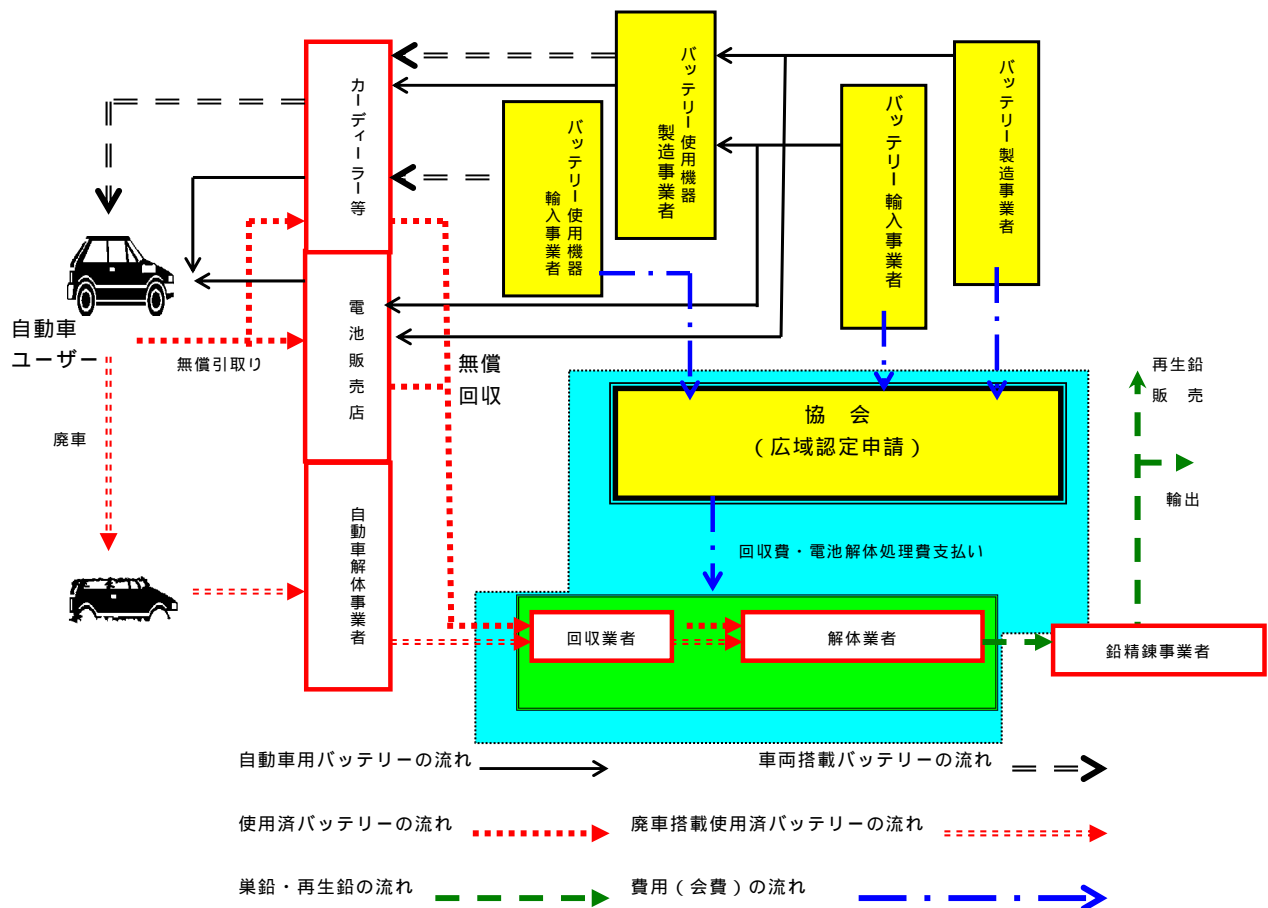 カーディーラー等
バッテリー使用機器
輸入事業者
バッテリー使用機器
製造事業者
バッテリー輸入事業者
バッテリー製造事業者
自動車
ユーザー
無償引取り
電池販売店
無償
回収
廃車
協　会
（広域認定申請）
再生鉛
販　売
輸出
回収費・電池解体処理費支払い
自動車解体事業者
回収業者
解体業者
鉛精錬事業者
自動車用バッテリーの流れ
車両搭載バッテリーの流れ
使用済バッテリーの流れ
廃車搭載使用済バッテリーの流れ
巣鉛・再生鉛の流れ
費用（会費）の流れ